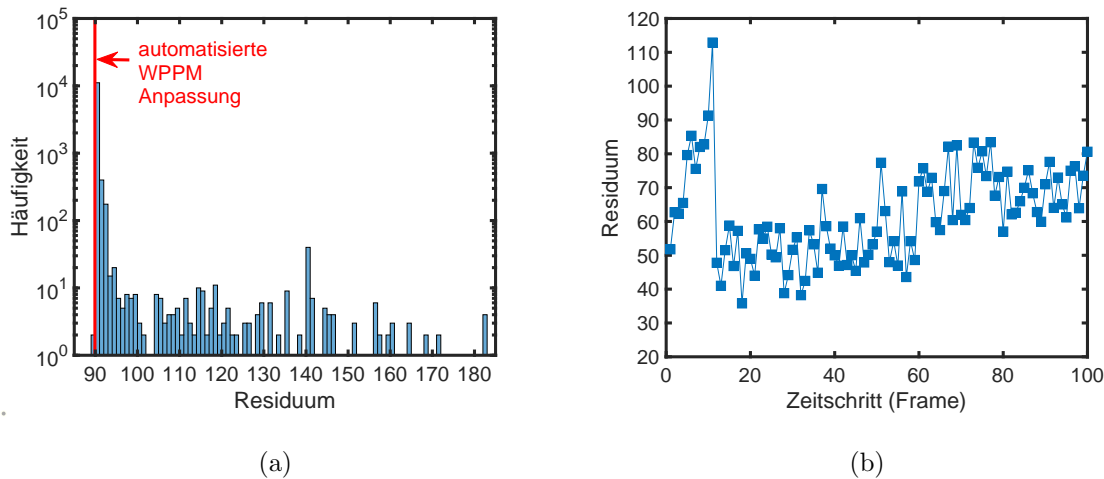 10^5
10^4
10^3
10^2
10^1
10^0
Häufigkeit
automatisierte
WPPM
Anpassung
90 100 110 120 130 140 150 160 170 180
Residuum
(a)
120
110
100
90
80
70
60
50
40
30
20
Residuum
0 20 40 60 80 100
Zeitschritt (Frame)
(b)